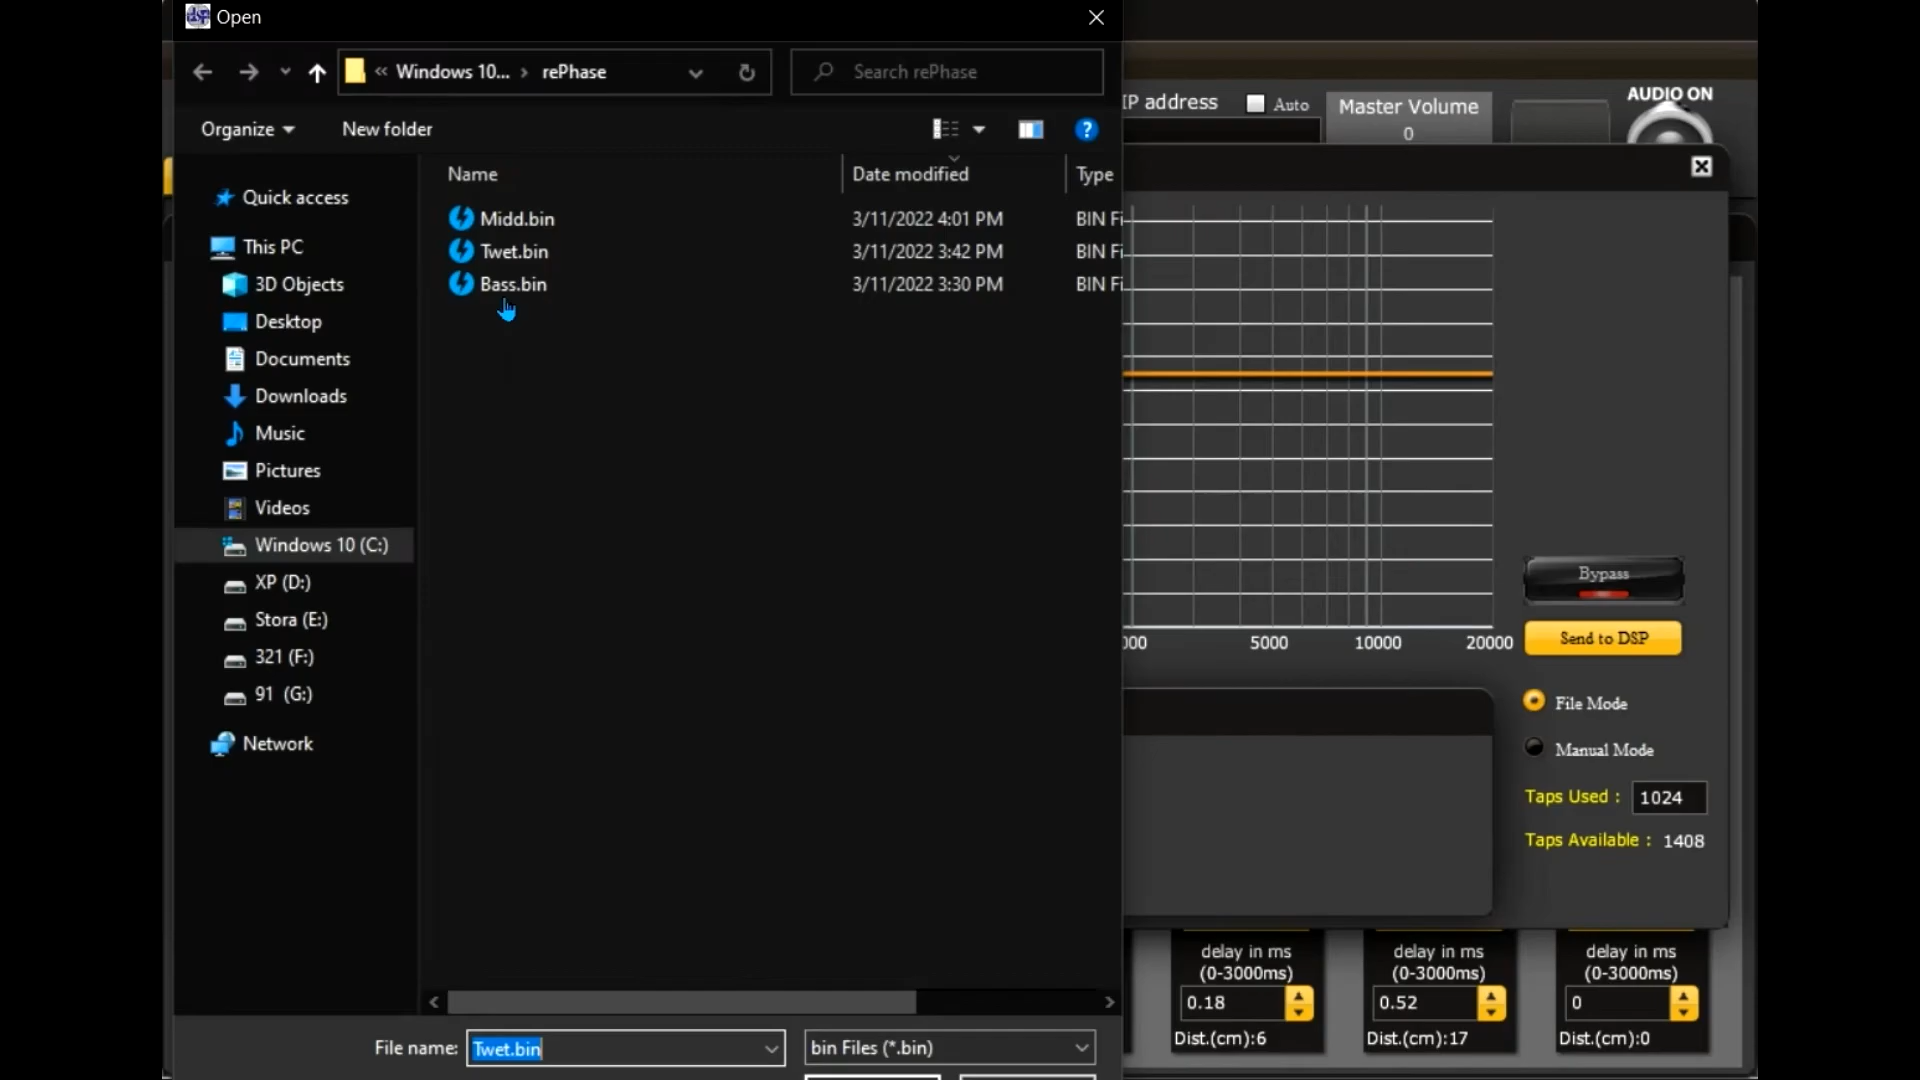 Open
« Windows 10... › rePhase
Search rePhase
Organize
New folder
Name
Date modified
Type
Midd.bin
3/11/2022 4:01 PM
BIN Fi
Twet.bin
3/11/2022 3:42 PM
BIN Fi
Bass.bin
3/11/2022 3:30 PM
BIN Fi
Quick access
This PC
3D Objects
Desktop
Documents
Downloads
Music
Pictures
Videos
Windows 10 (C:)
XP (D:)
Stora (E:)
321 (F:)
91 (G:)
Network
File name:
Twet.bin
bin Files (*.bin)
IP address
Auto
Master Volume
0
AUDIO ON
000
5000
10000
20000
Bypass
Send to DSP
File Mode
Manual Mode
Taps Used :
1024
Taps Available :
1408
delay in ms
(0-3000ms)
0.18
Dist.(cm):6
delay in ms
(0-3000ms)
0.52
Dist.(cm):17
delay in ms
(0-3000ms)
0
Dist.(cm):0